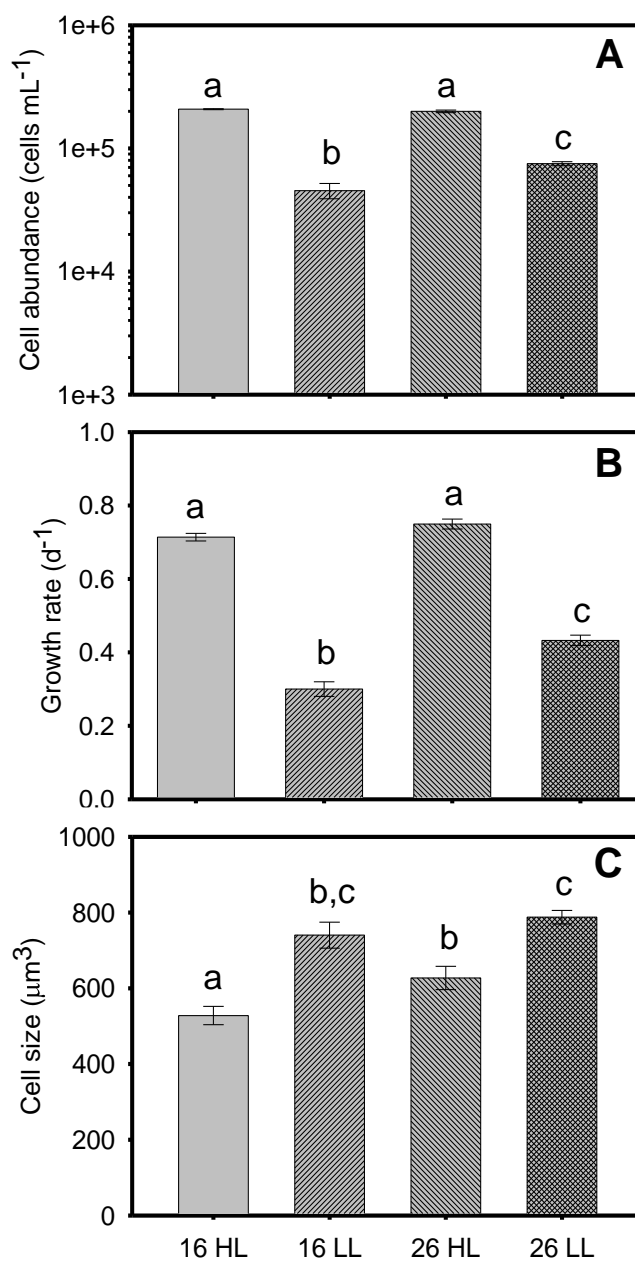 A
Cell abundance (cells mL-1)
1e+6
1e+5
1e+4
1e+3
a
b
a
c
B
Growth rate (d-1)
1.0
0.8
0.6
0.4
0.2
0.0
a
b
a
c
C
Cell size (μm3)
1000
800
600
400
200
0
a
b,c
b
c
16 HL 16 LL 26 HL 26 LL